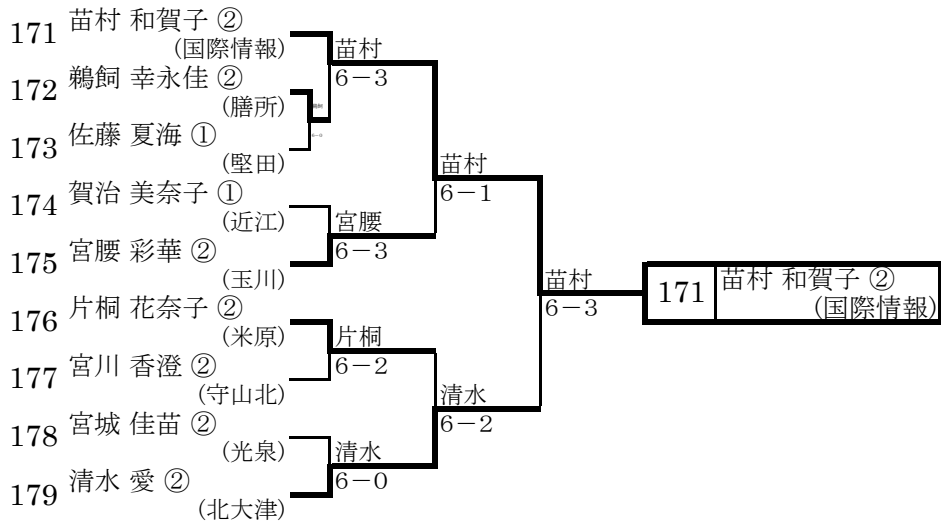 171 苗村 和賀子 ②
(国際情報)
苗村
6－3
172 鵜飼 幸永佳 ②
(膳所)
173 佐藤 夏海 ①
(堅田)
苗村
6－1
174 賀治 美奈子 ①
(近江)
宮腰
6－3
175 宮腰 彩華 ②
(玉川)
苗村
6－3
171 苗村 和賀子 ②
(国際情報)
176 片桐 花奈子 ②
(米原)
片桐
6－2
177 宮川 香澄 ②
(守山北)
清水
6－2
178 宮城 佳苗 ②
(光泉)
清水
6－0
179 清水 愛 ②
(北大津)